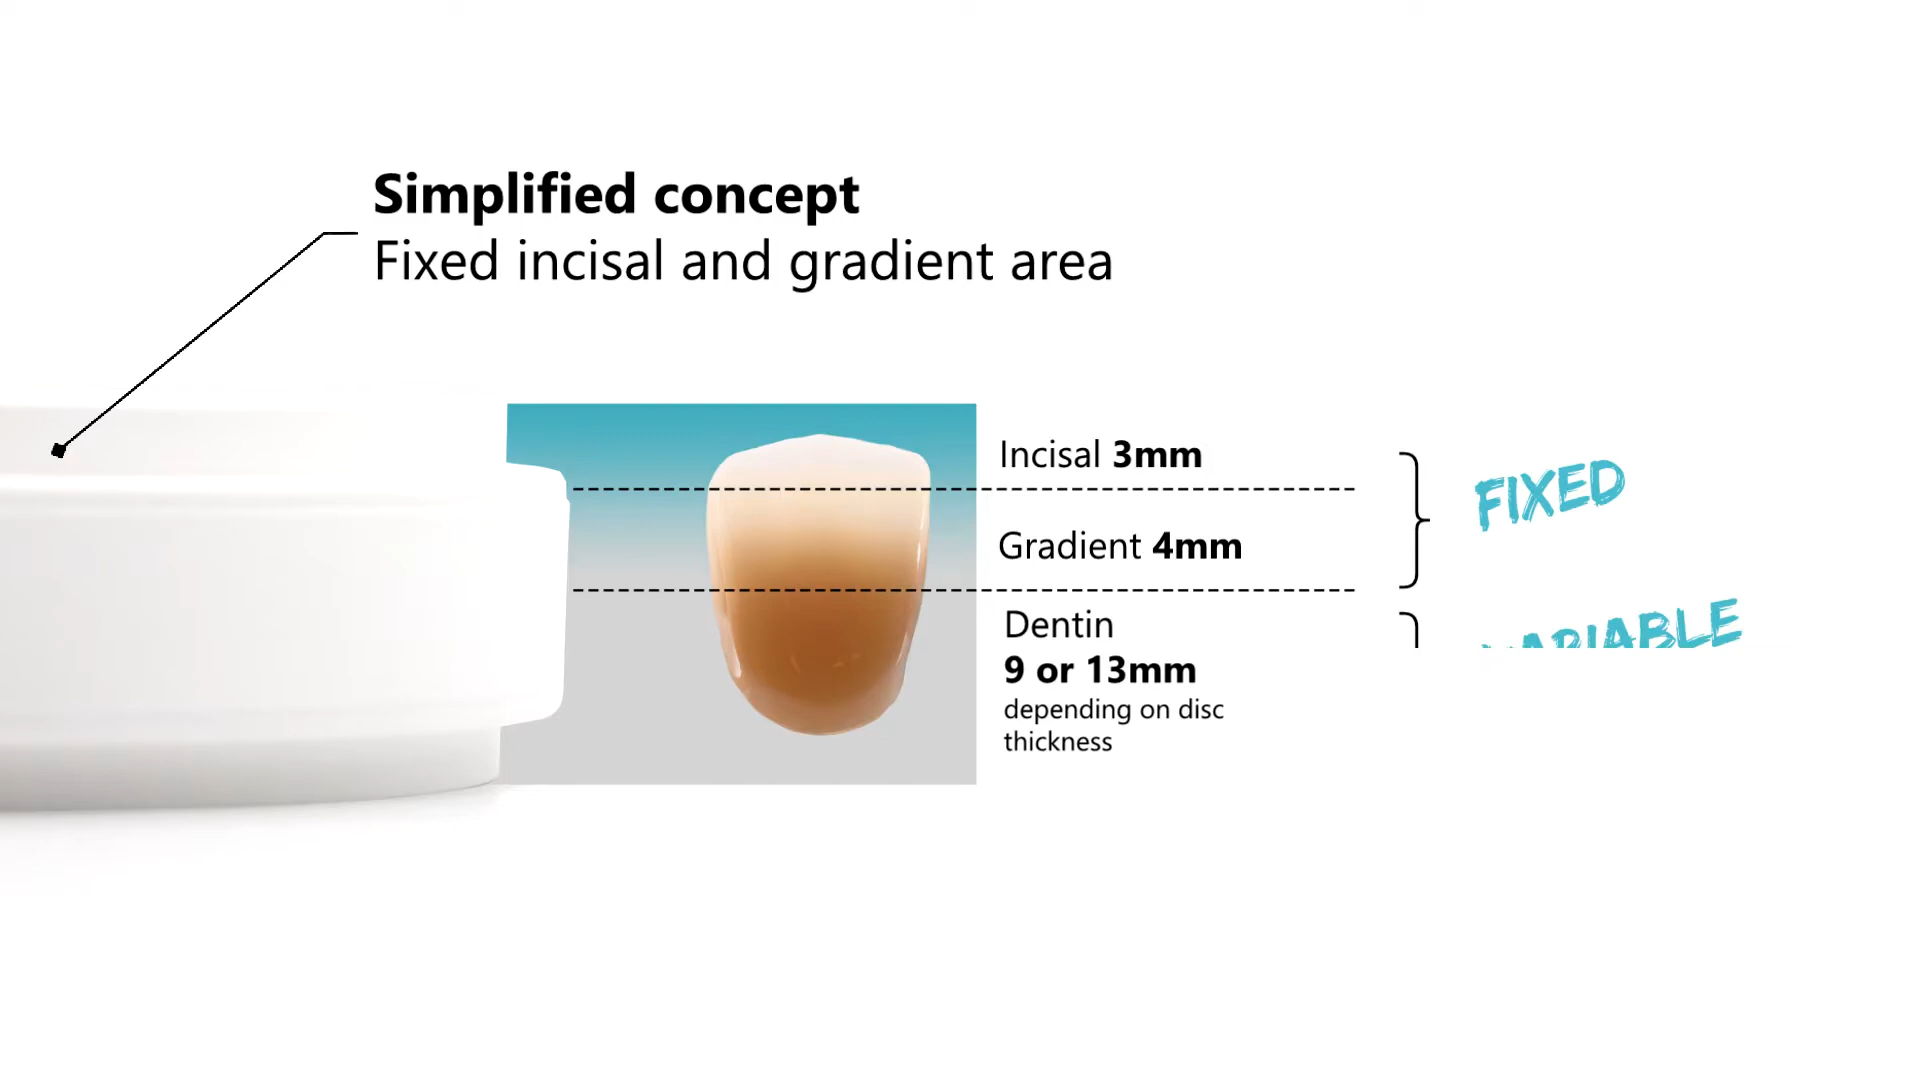 Simplified concept
Fixed incisal and gradient area
Incisal 3mm
FIXED
Gradient 4mm
Dentin
VARIABLE
9 or 13mm
depending on disc
thickness